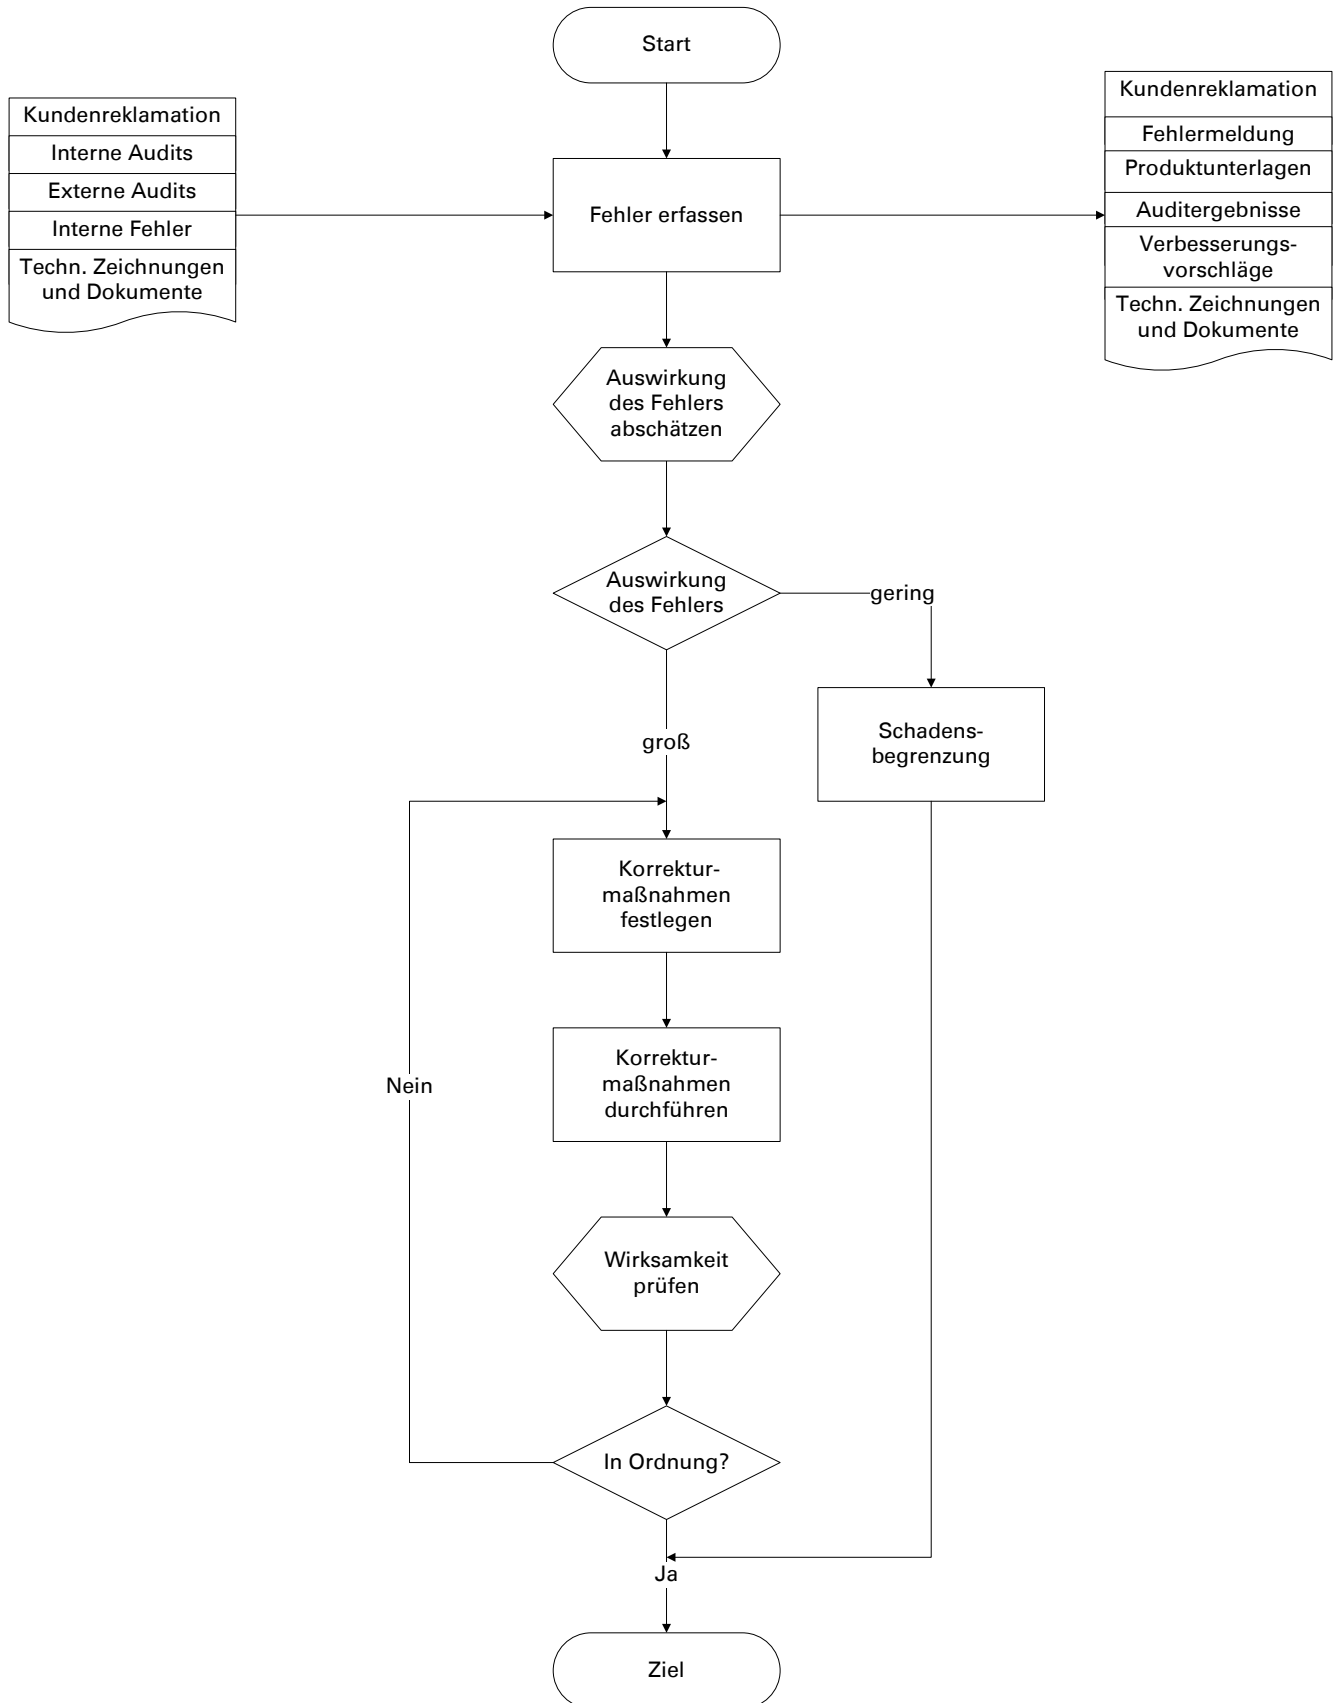 Start
Kundenreklamation
Interne Audits
Externe Audits
Interne Fehler
Techn. Zeichnungen
und Dokumente
Fehler erfassen
Kundenreklamation
Fehlermeldung
Produktunterlagen
Auditergebnisse
Verbesserungs-
vorschläge
Techn. Zeichnungen
und Dokumente
Auswirkung
des Fehlers
abschätzen
Auswirkung
des Fehlers
gering
Schadens-
begrenzung
groß
Korrektur-
maßnahmen
festlegen
Korrektur-
maßnahmen
durchführen
Nein
Wirksamkeit
prüfen
In Ordnung?
Ja
Ziel